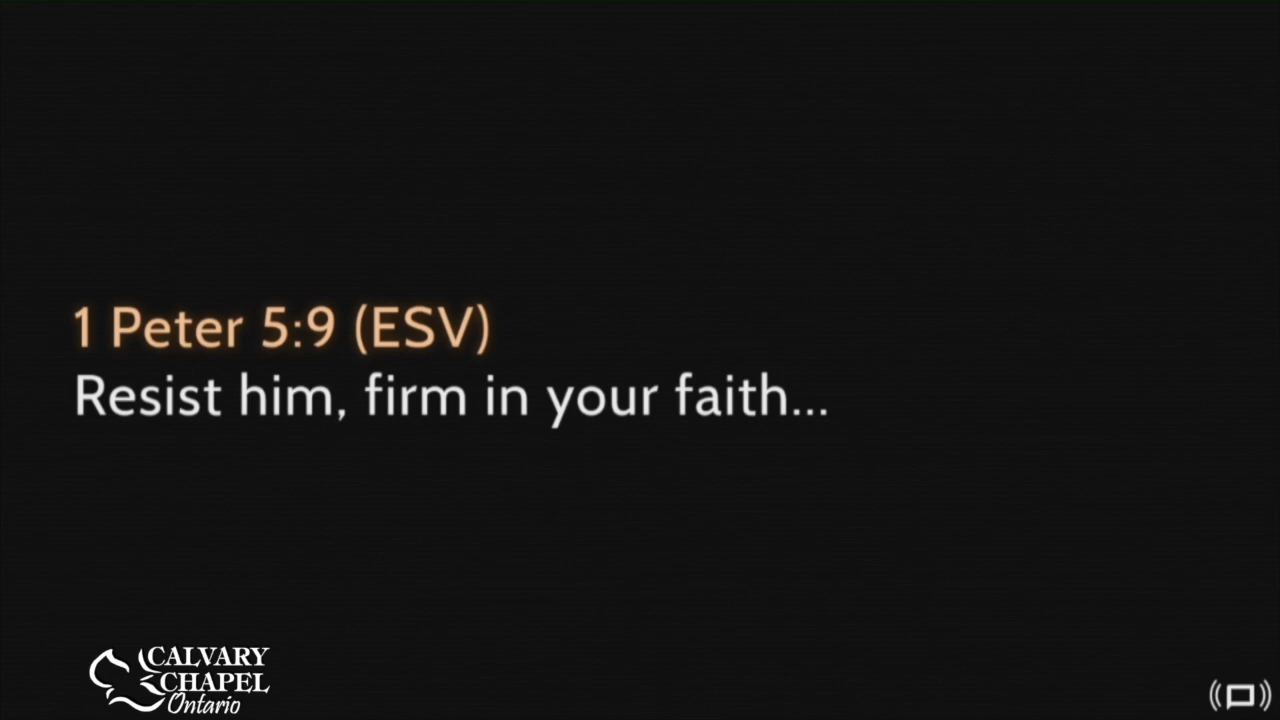 1 Peter 5:9 (ESV)
Resist him, firm in your faith...
CALVARY
CHAPEL
Ontario